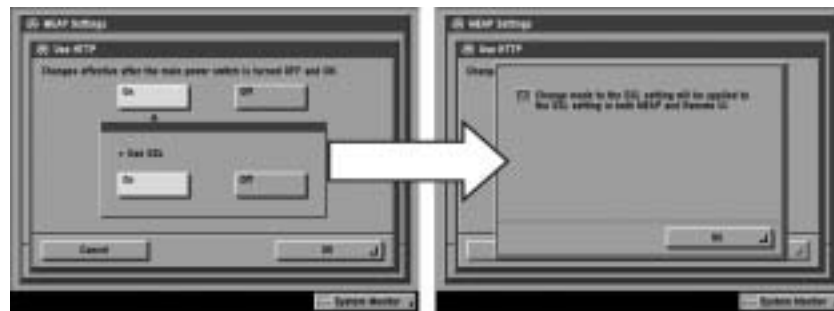 MEAP Settings
Use HTTP
Changes effective after the main power switch is turned OFF and ON.
On
Off
Use SSL
On
Off
Cancel
OK
System Monitor
MEAP Settings
Use HTTP
Chang
Change made to the SSL setting will be applied to
the SSL setting in both MEAP and Remote UI.
OK
System Monitor